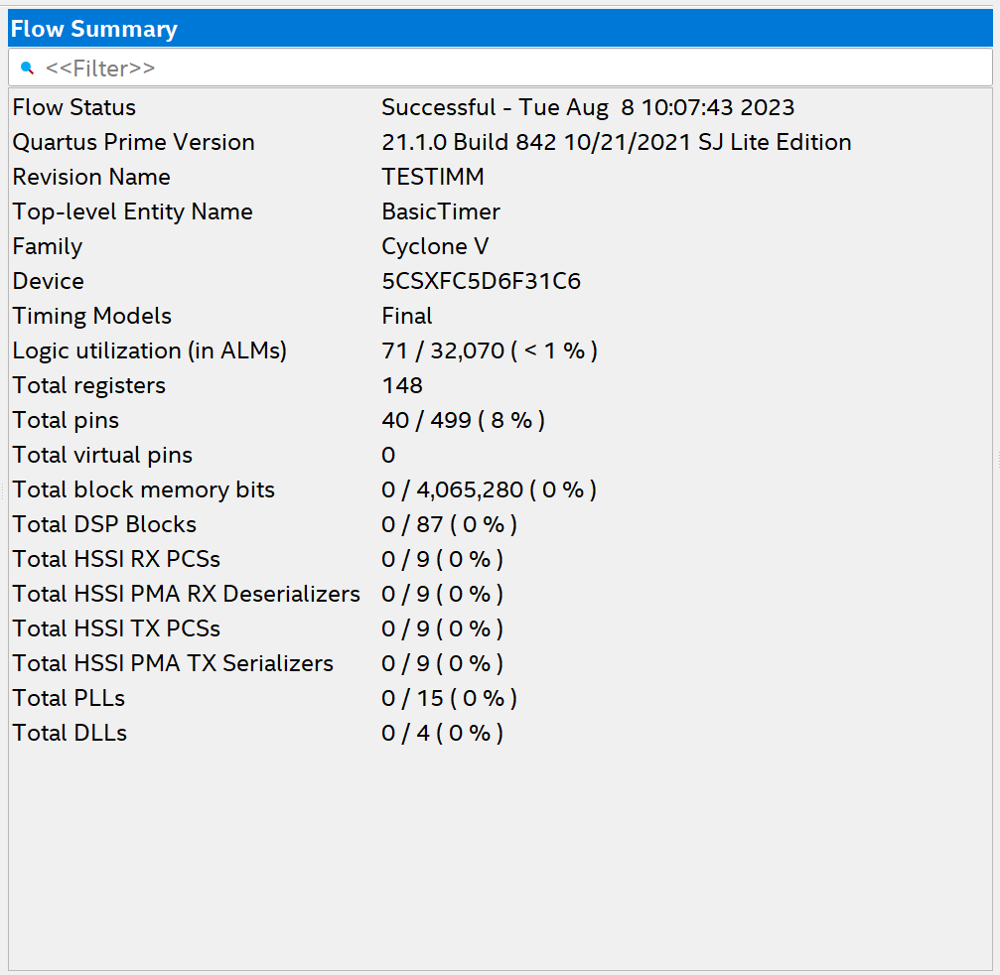 Flow Summary
<<Filter>>
Flow Status Successful - Tue Aug  8 10:07:43 2023
Quartus Prime Version 21.1.0 Build 842 10/21/2021 SJ Lite Edition
Revision Name TESTIMM
Top-level Entity Name BasicTimer
Family Cyclone V
Device 5CSXFC5D6F31C6
Timing Models Final
Logic utilization (in ALMs) 71 / 32,070 ( < 1 % )
Total registers 148
Total pins 40 / 499 ( 8 % )
Total virtual pins 0
Total block memory bits 0 / 4,065,280 ( 0 % )
Total DSP Blocks 0 / 87 ( 0 % )
Total HSSI RX PCSs 0 / 9 ( 0 % )
Total HSSI PMA RX Deserializers 0 / 9 ( 0 % )
Total HSSI TX PCSs 0 / 9 ( 0 % )
Total HSSI PMA TX Serializers 0 / 9 ( 0 % )
Total PLLs 0 / 15 ( 0 % )
Total DLLs 0 / 4 ( 0 % )